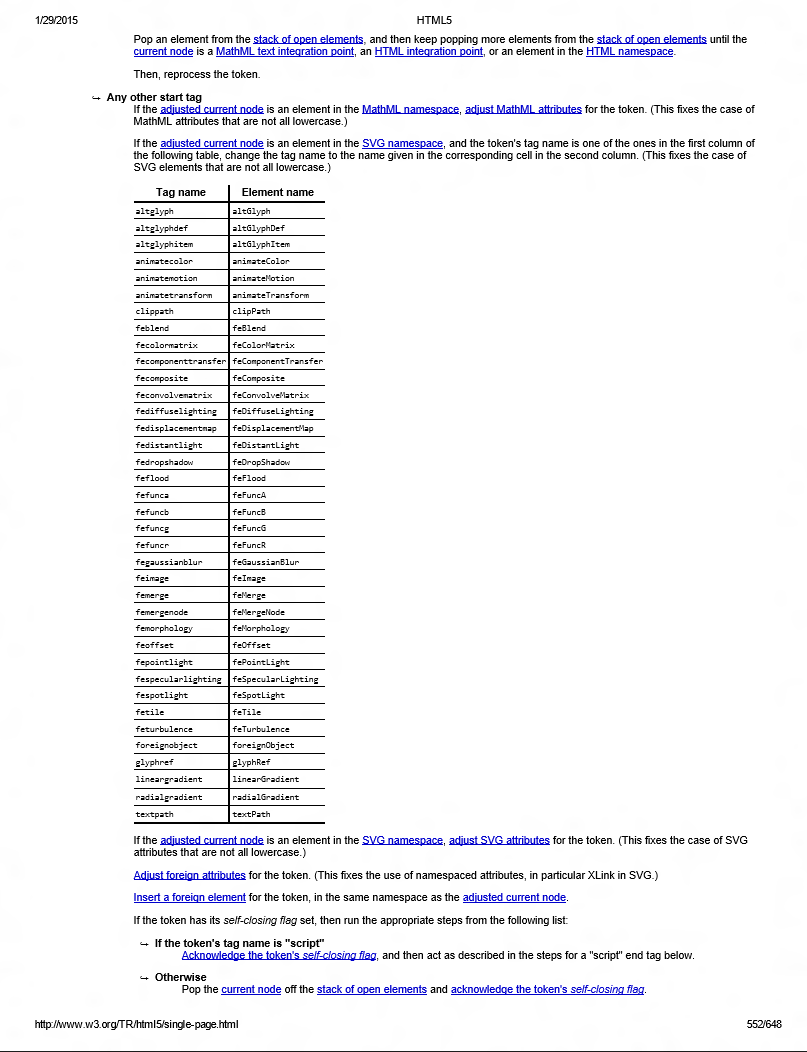 1/29/2015 HTML5
Pop an element from the stack of open elements, and then keep popping more elements from the stack of open elements until the
current node is a MathML text integration point, an HTML integration point, or an element in the HTML namespace.
Then, reprocess the token.
↪ Any other start tag
If the adjusted current node is an element in the MathML namespace, adjust MathML attributes for the token. (This fixes the case of
MathML attributes that are not all lowercase.)
If the adjusted current node is an element in the SVG namespace, and the token's tag name is one of the ones in the first column of
the following table, change the tag name to the name given in the corresponding cell in the second column. (This fixes the case of
SVG elements that are not all lowercase.)
Tag name Element name
altglyph altGlyph
altglyphdef altGlyphDef
altglyphitem altGlyphItem
animatecolor animateColor
animatemotion animateMotion
animatetransform animateTransform
clippath clipPath
feblend feBlend
fecolormatrix feColorMatrix
fecomponenttransfer feComponentTransfer
fecomposite feComposite
feconvolvematrix feConvolveMatrix
fediffuselighting feDiffuseLighting
fedisplacementmap feDisplacementMap
fedistantlight feDistantLight
fedropshadow feDropShadow
feflood feFlood
fefunca feFuncA
fefuncb feFuncB
fefuncg feFuncG
fefuncr feFuncR
fegaussianblur feGaussianBlur
feimage feImage
femerge feMerge
femergenode feMergeNode
femorphology feMorphology
feoffset feOffset
fepointlight fePointLight
fespecularlighting feSpecularLighting
fespotlight feSpotLight
fetile feTile
feturbulence feTurbulence
foreignobject foreignObject
glyphref glyphRef
lineargradient linearGradient
radialgradient radialGradient
textpath textPath
If the adjusted current node is an element in the SVG namespace, adjust SVG attributes for the token. (This fixes the case of SVG
attributes that are not all lowercase.)
Adjust foreign attributes for the token. (This fixes the use of namespaced attributes, in particular XLink in SVG.)
Insert a foreign element for the token, in the same namespace as the adjusted current node.
If the token has its self-closing flag set, then run the appropriate steps from the following list:
↪ If the token's tag name is "script"
Acknowledge the token's self-closing flag, and then act as described in the steps for a "script" end tag below.
↪ Otherwise
Pop the current node off the stack of open elements and acknowledge the token's self-closing flag.
http://www.w3.org/TR/html5/single-page.html 552/648